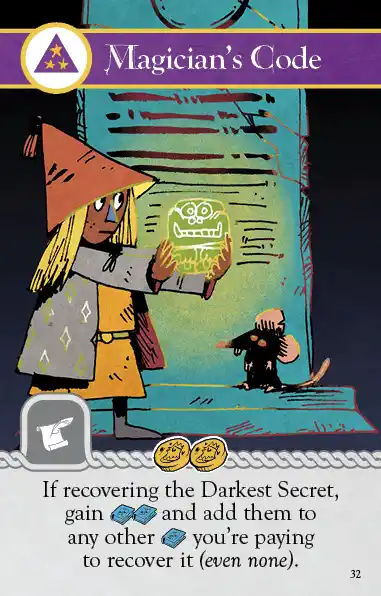 Magician's Code
If recovering the Darkest Secret,
gain and add them to
any other you're paying
to recover it (even none).
32